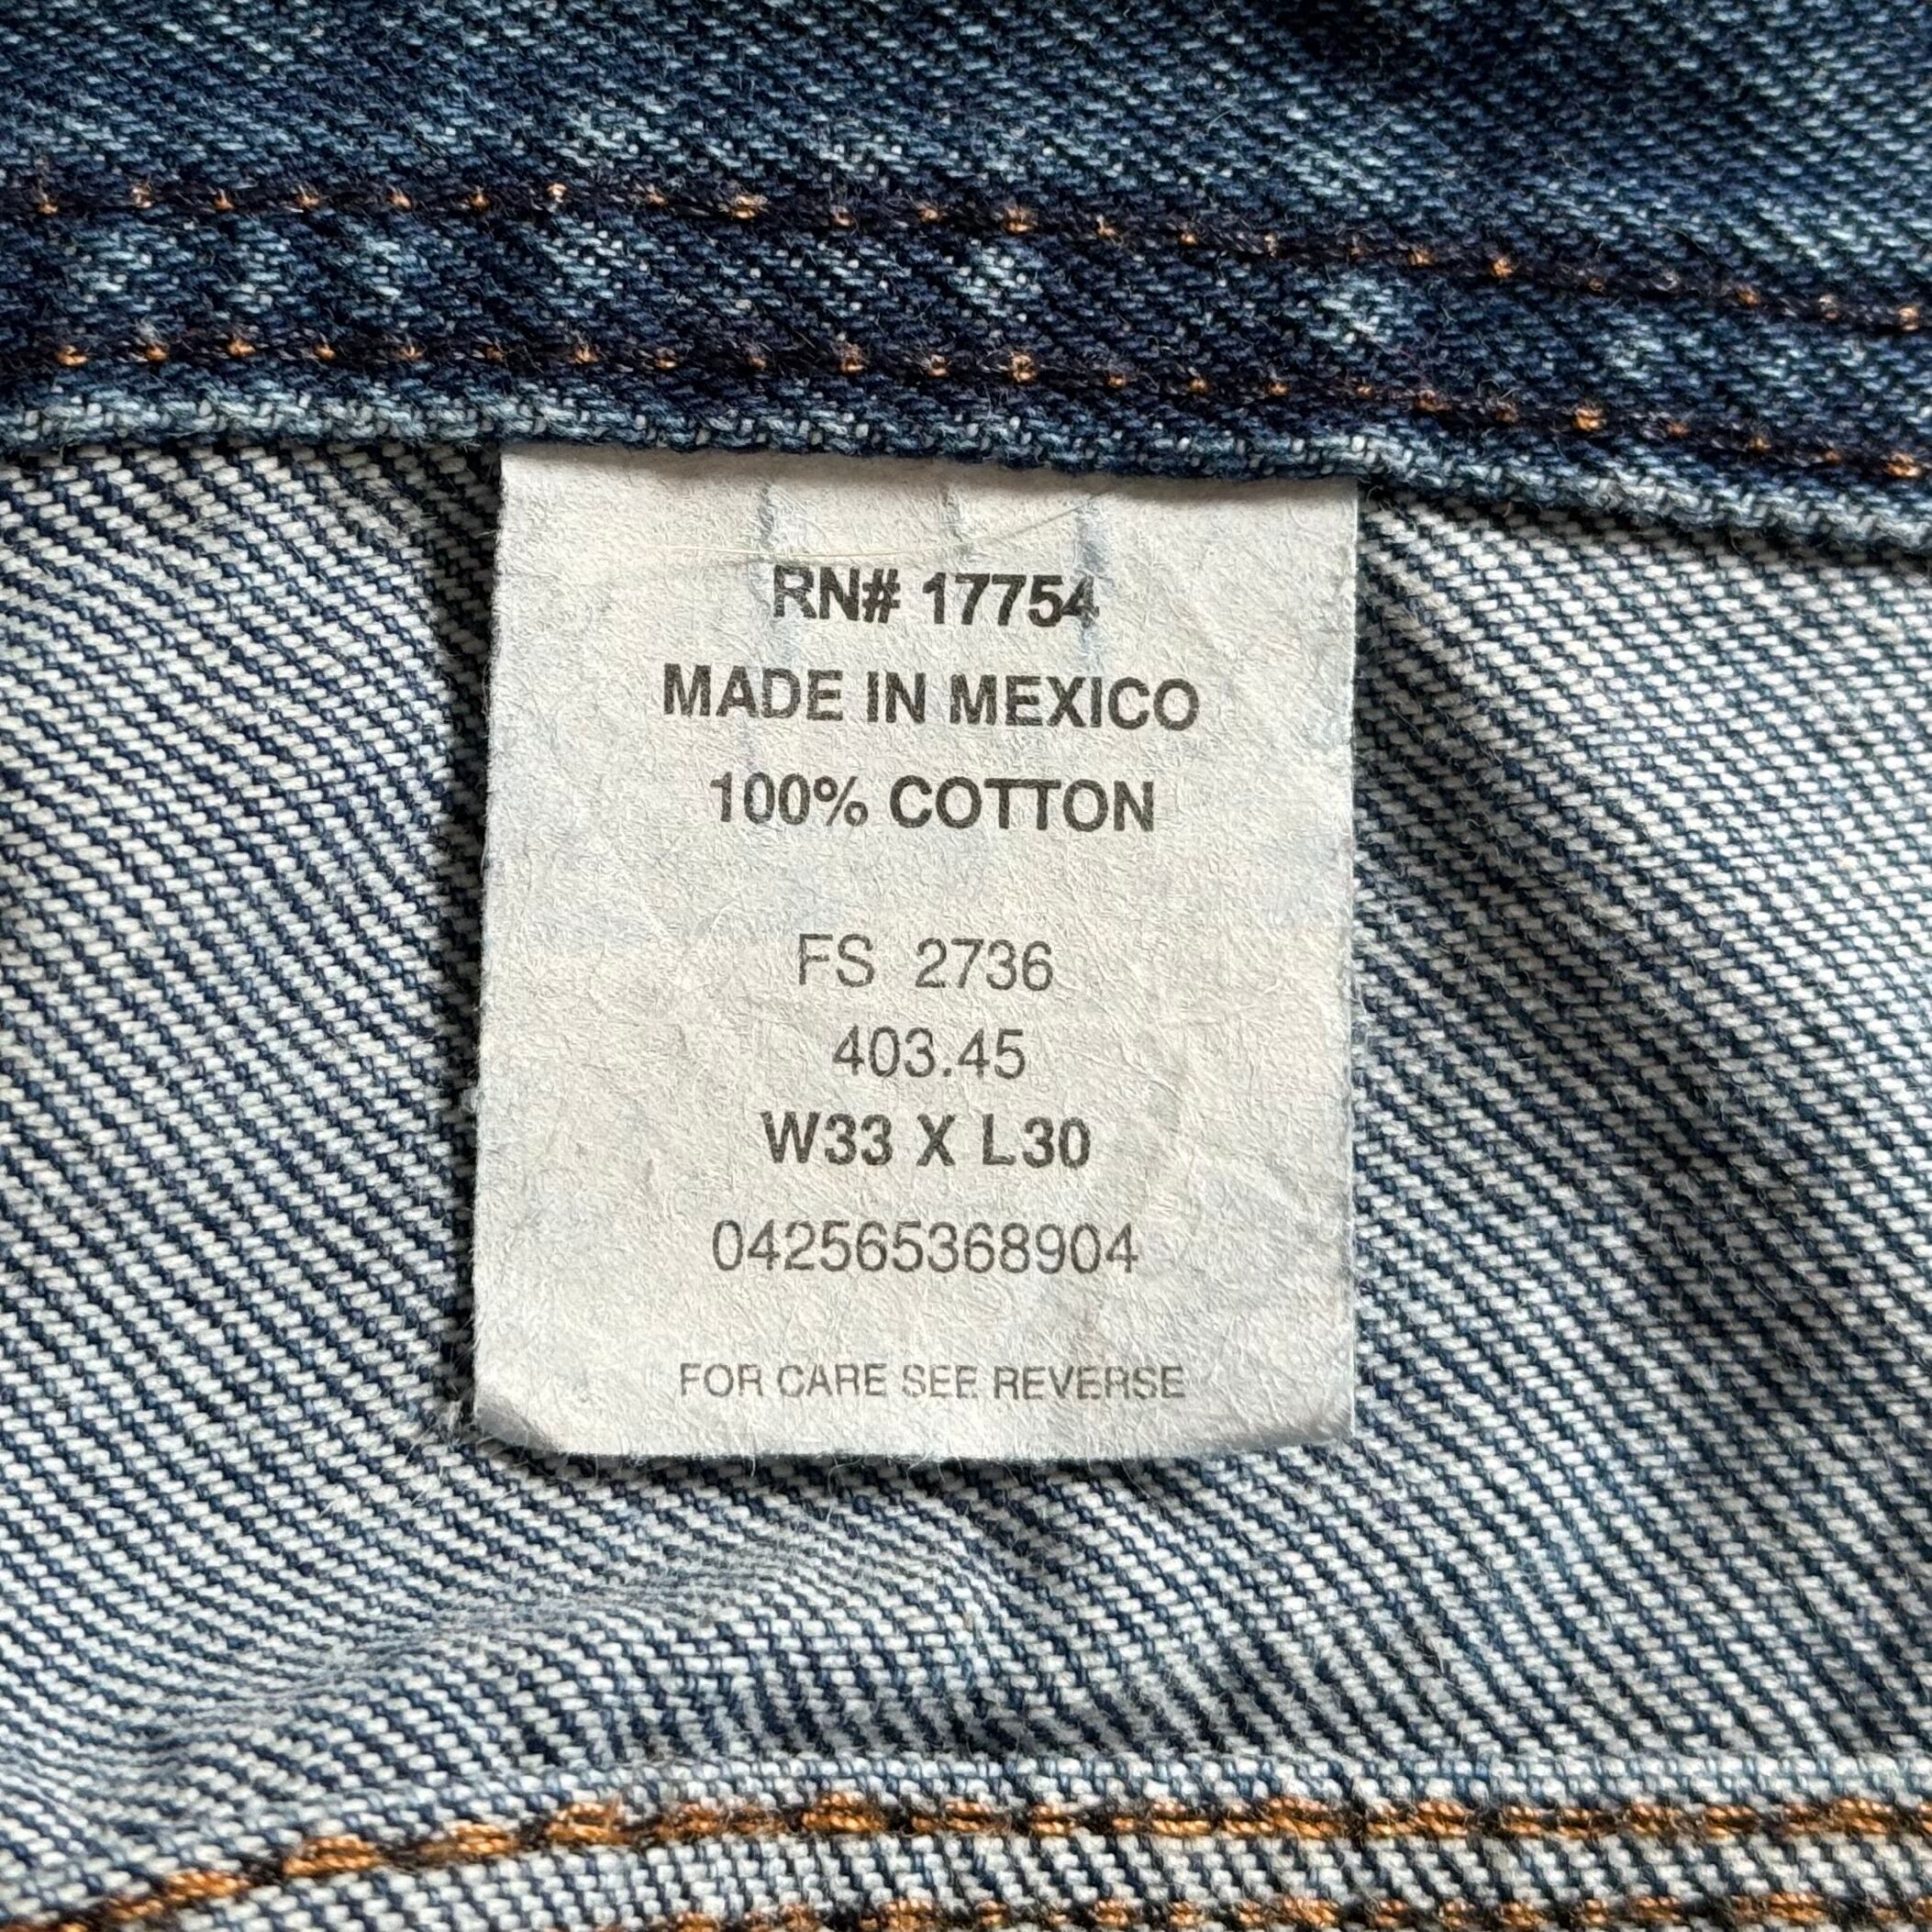 RN# 17754
MADE IN MEXICO
100% COTTON
FS 2736
403.45
W33 X L30
042565368904
FOR CARE SEE REVERSE